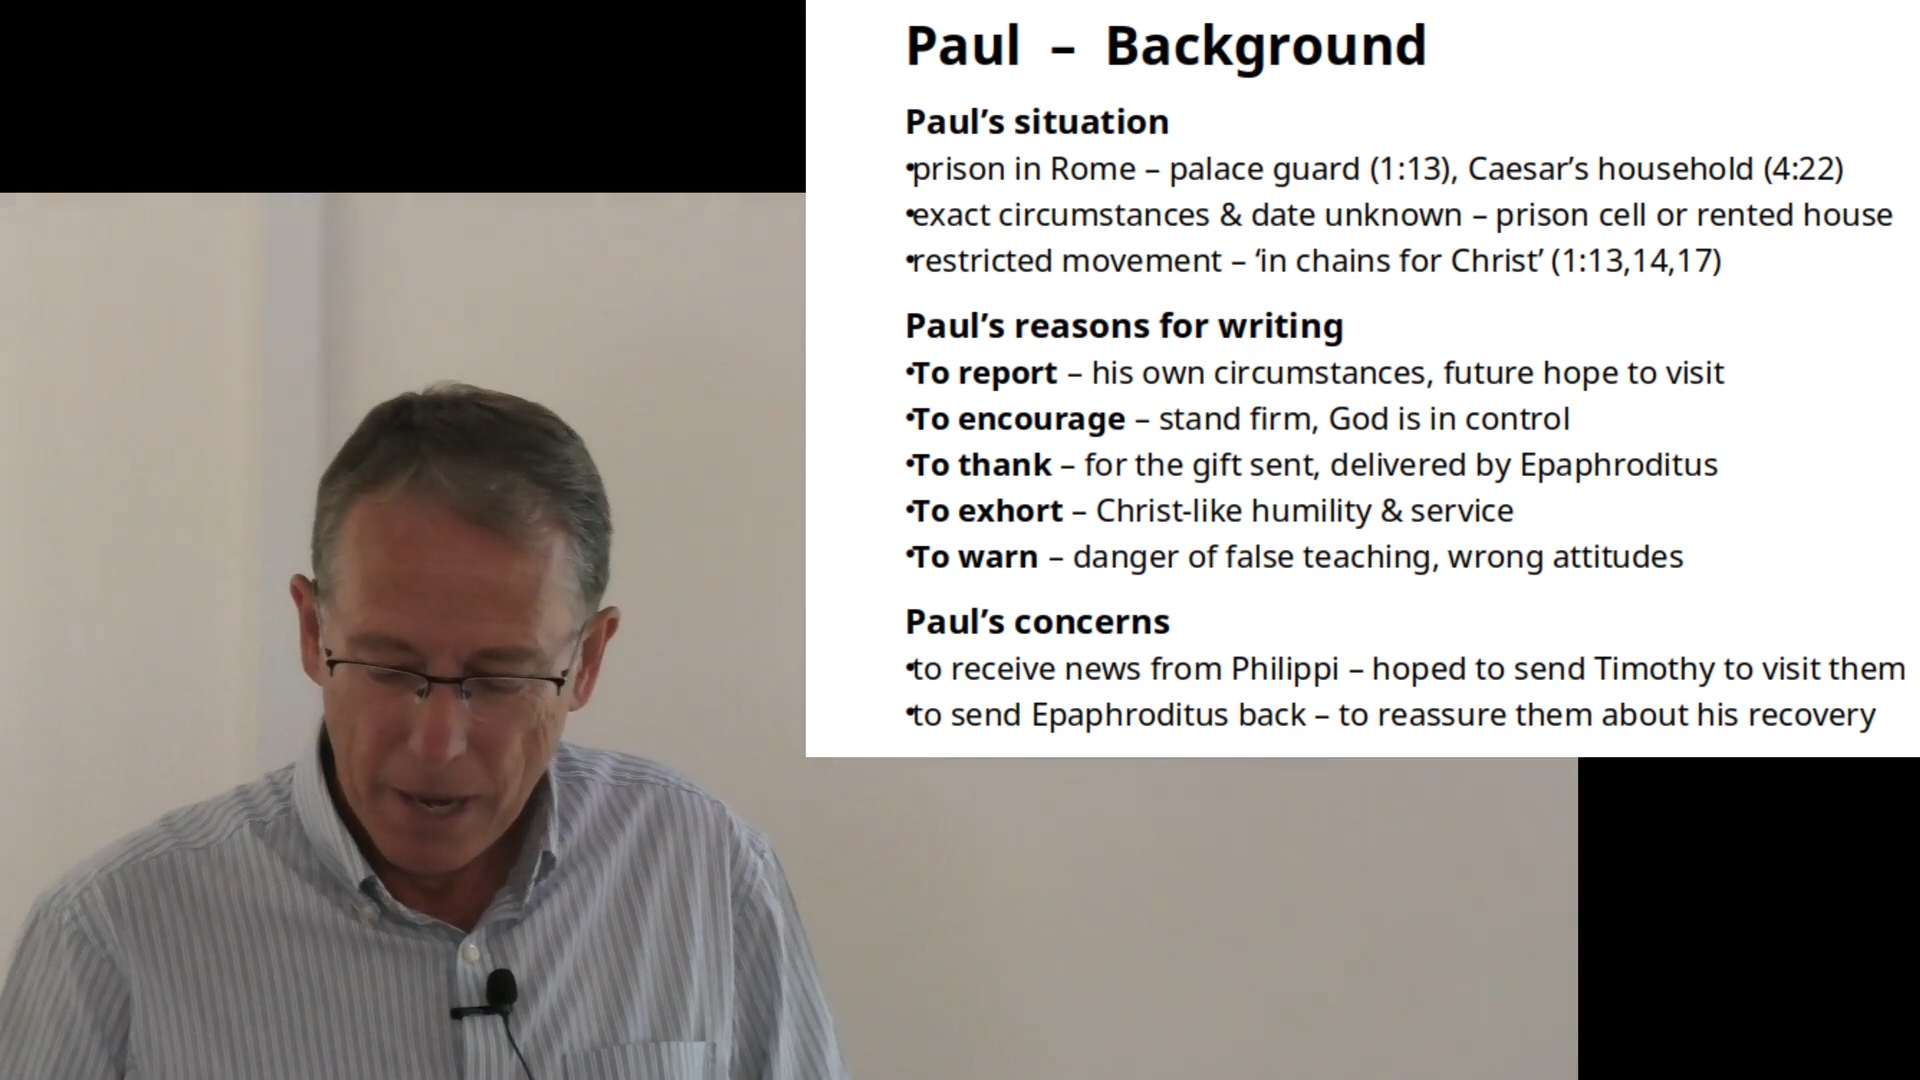 Paul – Background
Paul’s situation
•prison in Rome – palace guard (1:13), Caesar’s household (4:22)
•exact circumstances & date unknown – prison cell or rented house
•restricted movement – ‘in chains for Christ’ (1:13,14,17)
Paul’s reasons for writing
•To report – his own circumstances, future hope to visit
•To encourage – stand firm, God is in control
•To thank – for the gift sent, delivered by Epaphroditus
•To exhort – Christ-like humility & service
•To warn – danger of false teaching, wrong attitudes
Paul’s concerns
•to receive news from Philippi – hoped to send Timothy to visit them
•to send Epaphroditus back – to reassure them about his recovery